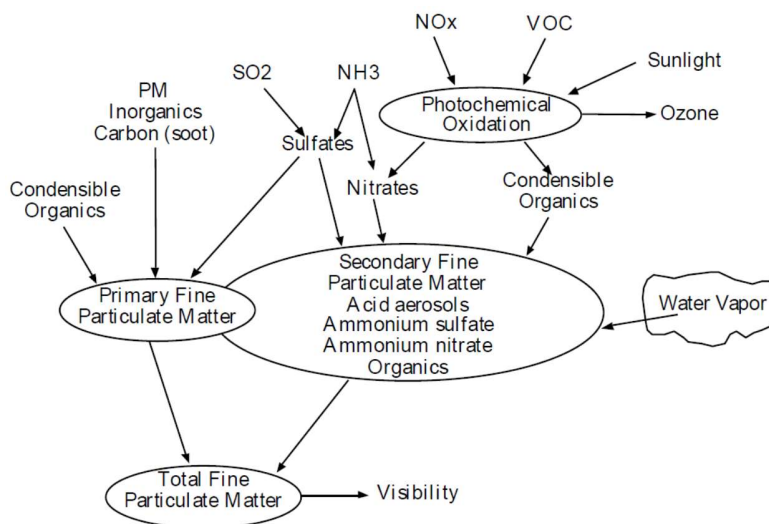 NOx
VOC
SO2
NH3
Sunlight
PM
Inorganics
Carbon (soot)
Photochemical
Oxidation
Ozone
Sulfates
Condensible
Organics
Nitrates
Condensible
Organics
Secondary Fine
Particulate Matter
Acid aerosols
Ammonium sulfate
Ammonium nitrate
Organics
Primary Fine
Particulate Matter
Water Vapor
Total Fine
Particulate Matter
Visibility